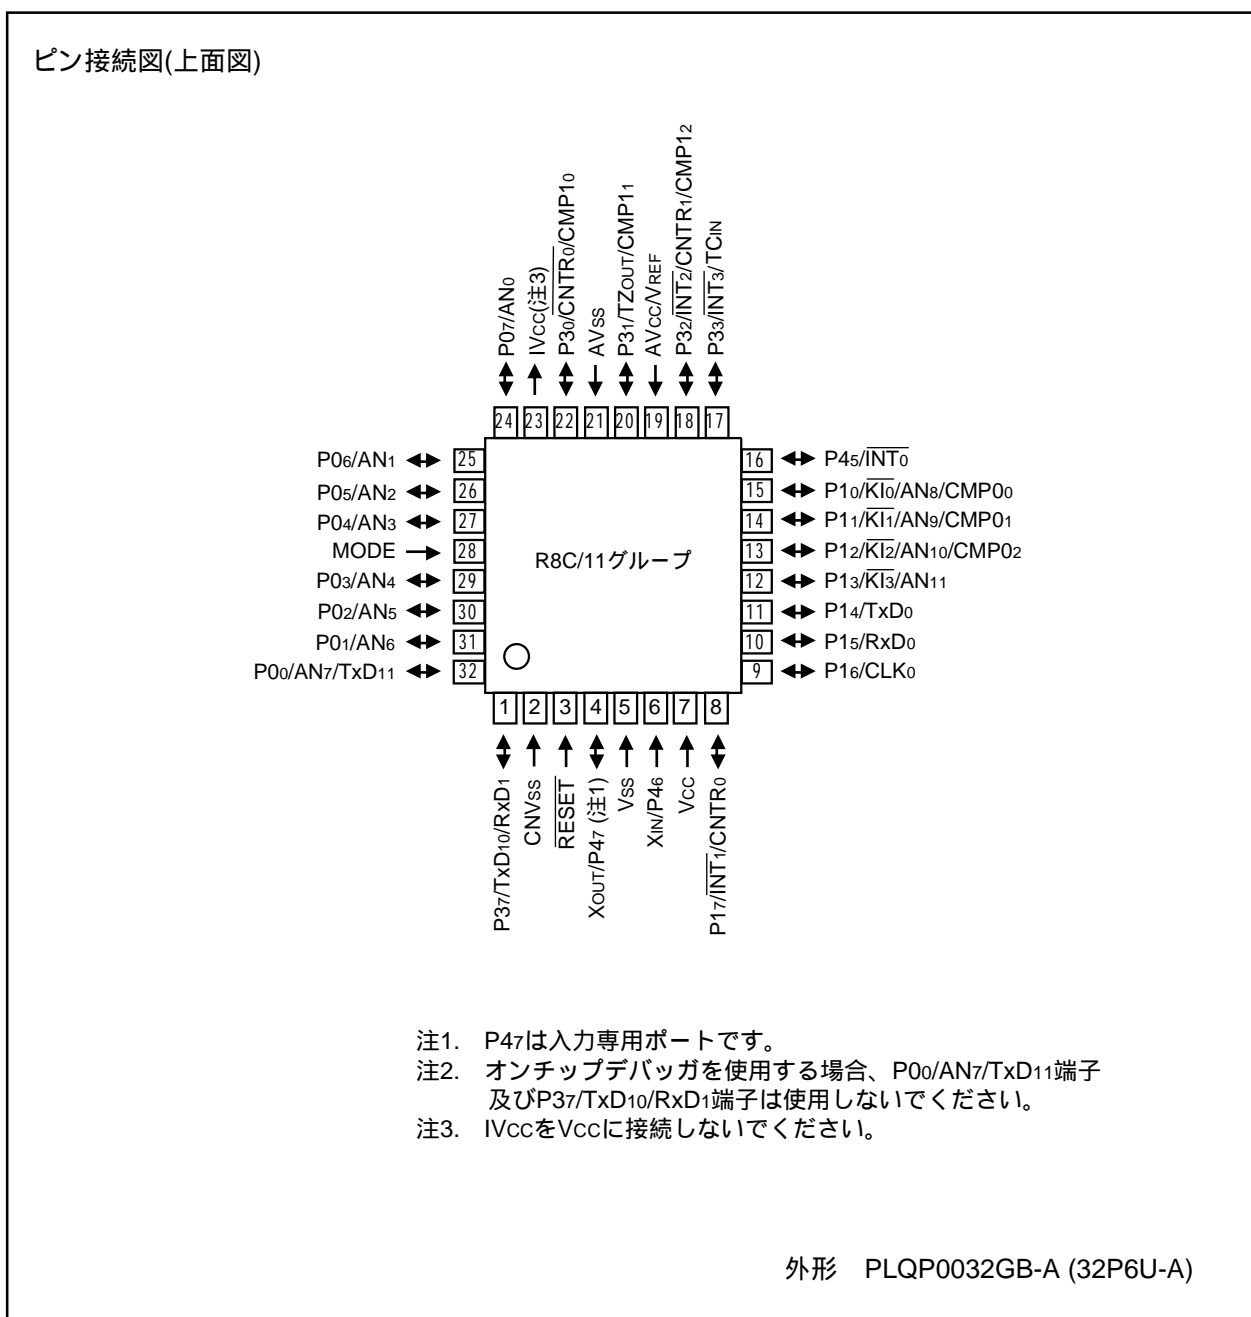 ピン接続図(上面図)
P07/AN0
IVCC(注3)
P30/CNTR0/CMP10
AVSS
P31/TZOUT/CMP11
AVCC/VREF
P32/INT2/CNTR1/CMP12
P33/INT3/TCIN
24 23 22 21 20 19 18 17
P06/AN1 25
P05/AN2 26
P04/AN3 27
MODE 28
P03/AN4 29
P02/AN5 30
P01/AN6 31
P00/AN7/TxD11 32
R8C/11グループ
16 P45/INT0
15 P10/KI0/AN8/CMP00
14 P11/KI1/AN9/CMP01
13 P12/KI2/AN10/CMP02
12 P13/KI3/AN11
11 P14/TxD0
10 P15/RxD0
9 P16/CLK0
1 2 3 4 5 6 7 8
P37/TxD10/RxD1
CNVSS
RESET
XOUT/P47 (注1)
VSS
XIN/P46
VCC
P17/INT1/CNTR0
注1. P47は入力専用ポートです。
注2. オンチップデバッガを使用する場合、P00/AN7/TxD11端子
及びP37/TxD10/RxD1端子は使用しないでください。
注3. IVCCをVCCに接続しないでください。
外形 PLQP0032GB-A (32P6U-A)